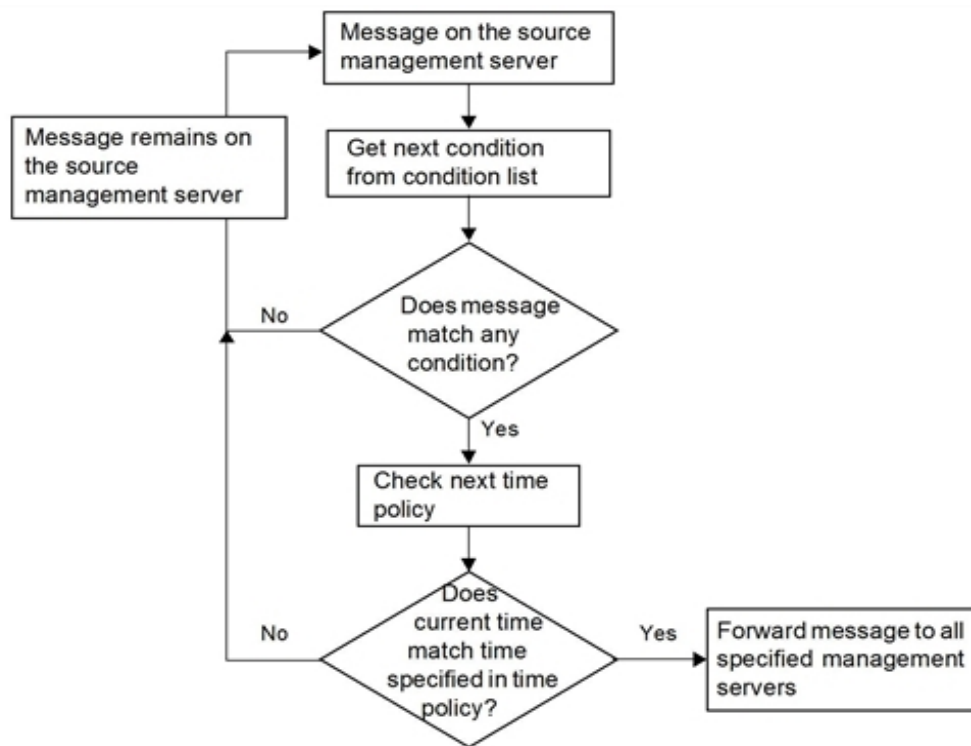 Message on the source
management server
Message remains on
the source
management server
Get next condition
from condition list
No
Does message
match any
condition?
Yes
Check next time
policy
No
Does
current time
match time
specified in time
policy?
Yes
Forward message to all
specified management
servers